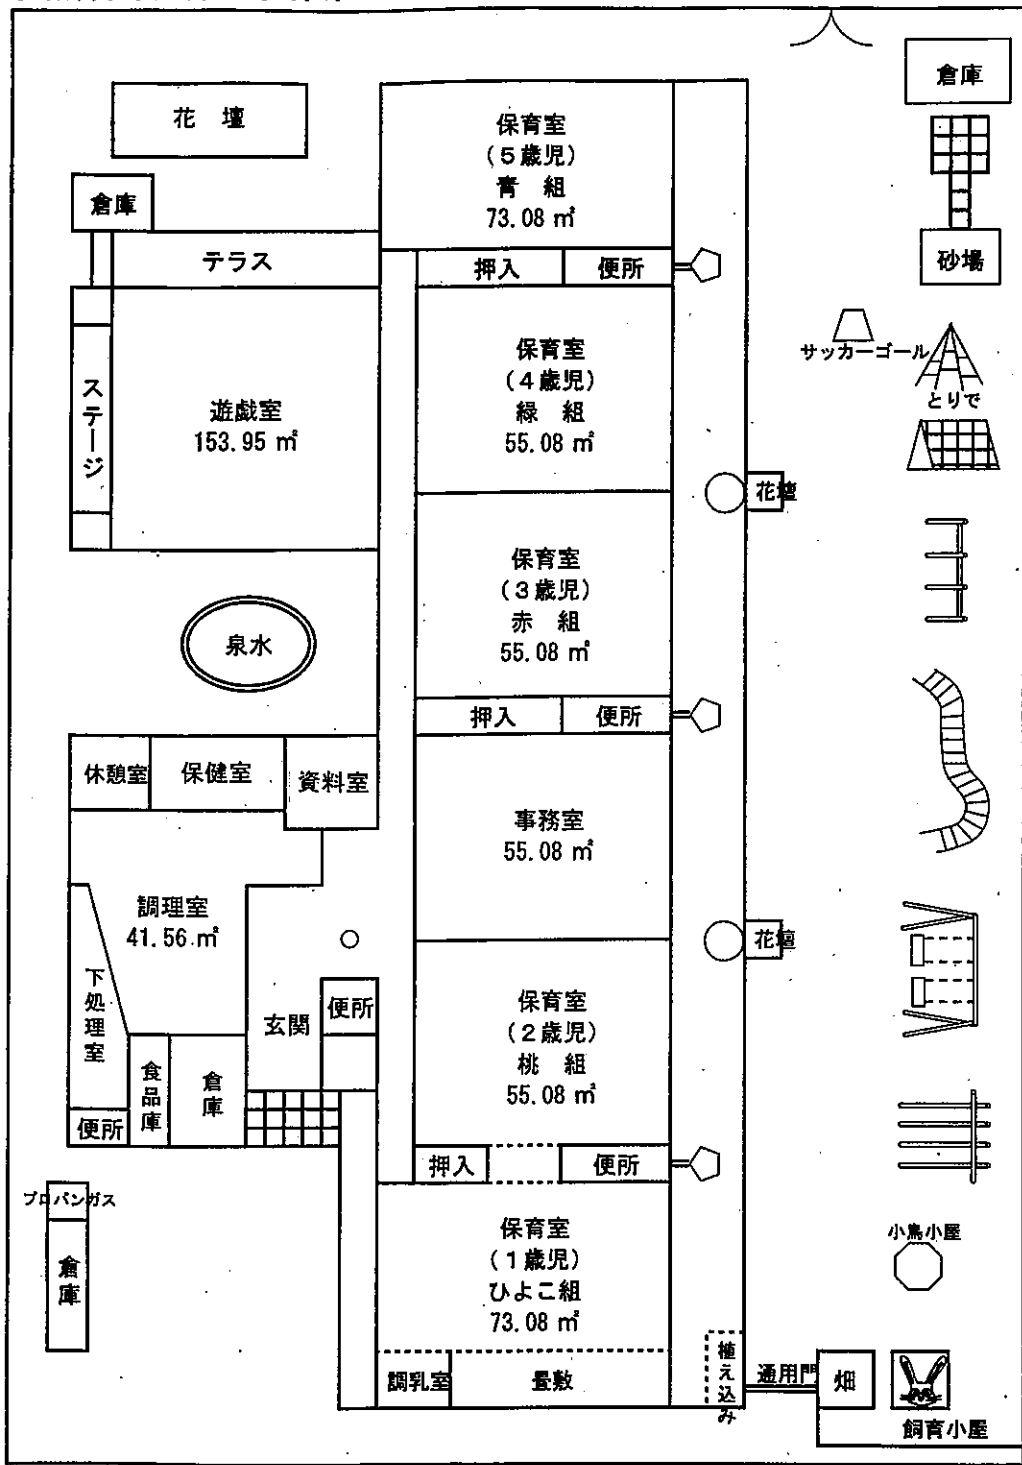 花 壇
倉庫
テラス
ステージ
遊戯室
153.95 ㎡
泉水
休憩室
保健室
資料室
調理室
41.56 ㎡
下処理室
食品庫
倉庫
便所
玄関
便所
プロパンガス
倉庫
保育室
(5歳児)
青 組
73.08 ㎡
押入
便所
保育室
(4歳児)
緑 組
55.08 ㎡
保育室
(3歳児)
赤 組
55.08 ㎡
押入
便所
事務室
55.08 ㎡
保育室
(2歳児)
桃 組
55.08 ㎡
押入
便所
保育室
(1歳児)
ひよこ組
73.08 ㎡
調乳室
畳敷
植え込み
花壇
花壇
倉庫
砂場
サッカーゴール
とりで
小鳥小屋
通用門
畑
飼育小屋